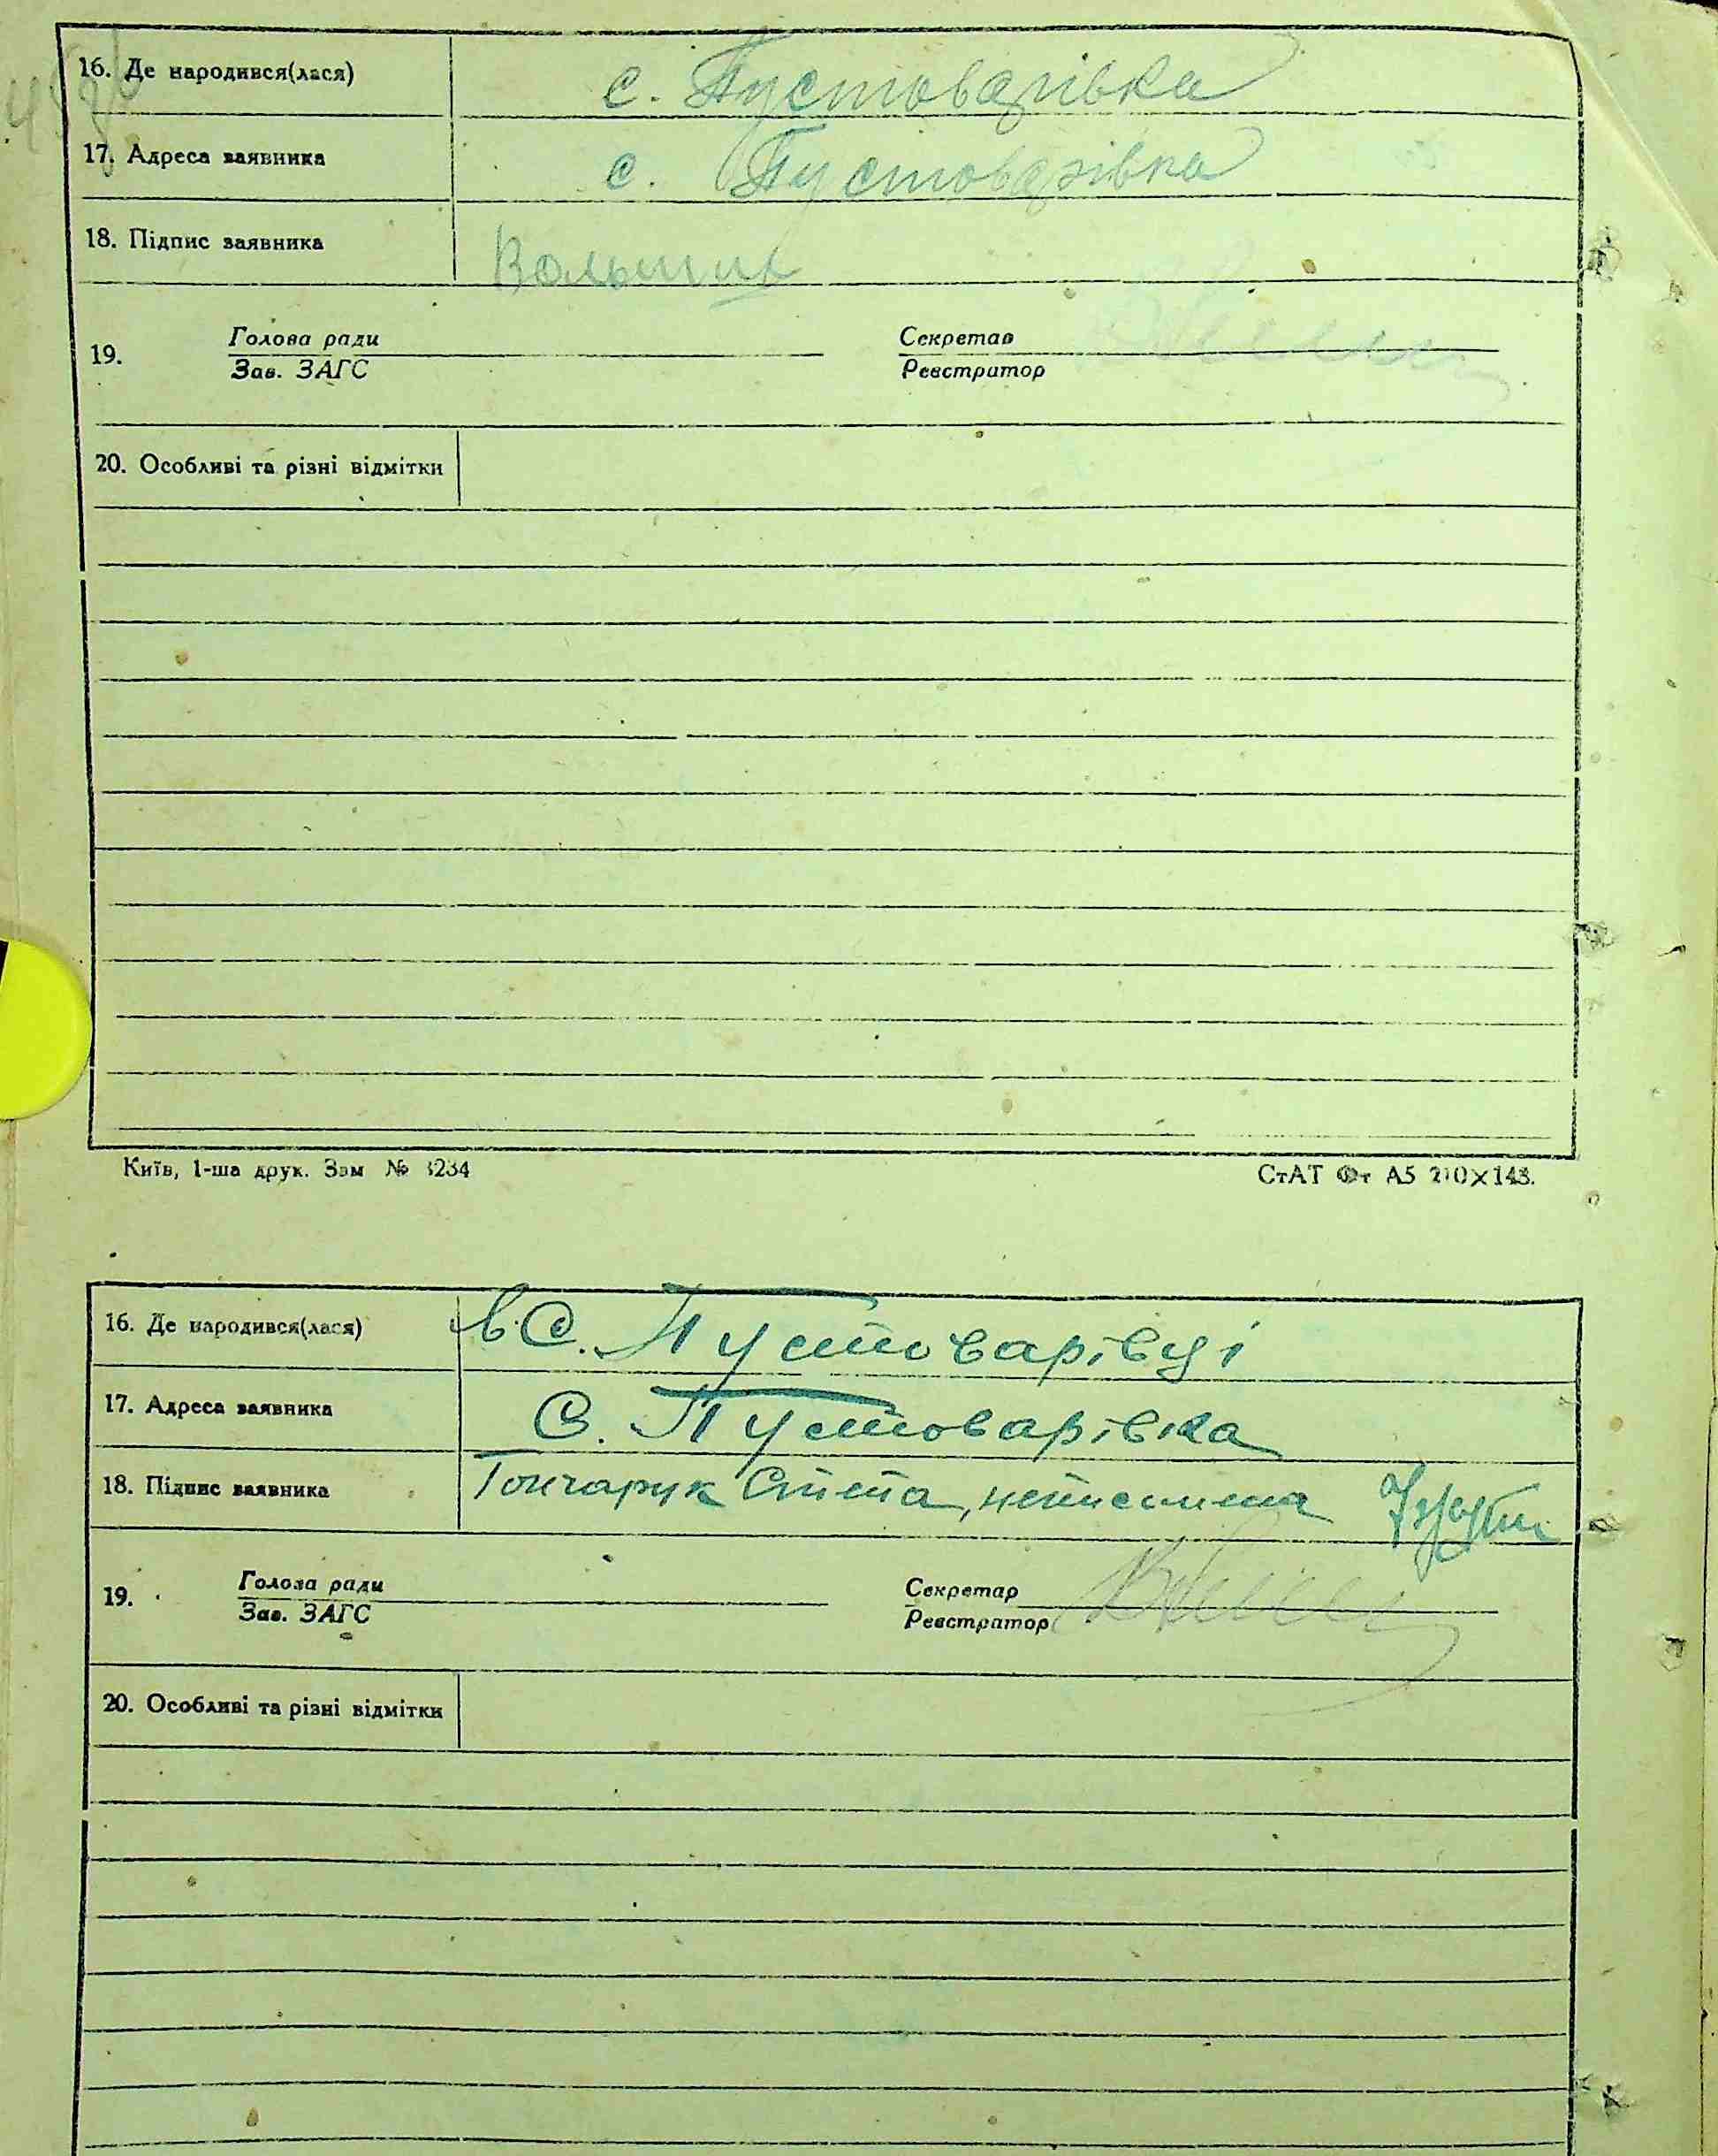 16. Де народився(лася) с. Пустоварівка
17. Адреса заявника с. Пустоварівка
18. Підпис заявника
19. Голова ради Секретар
Зав. ЗАГС Реєстратор
20. Особливі та різні відмітки
Київ, 1-ша друк. Зам № 3234 СтАТ Фт А5 210×148.
16. Де народився(лася) в с. Пустоварівці
17. Адреса заявника С. Пустоварівка
18. Підпис заявника Гончарук Степа, неписьмена
19. Голова ради Секретар
Зав. ЗАГС Реєстратор
20. Особливі та різні відмітки